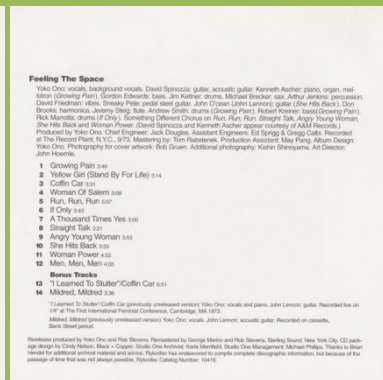 Feeling The Space
Yoko Ono: vocals, background vocals. David Spinozza: guitar, acoustic guitar. Kenneth Ascher: piano, organ, mel-
lotron (Growing Pain). Gordon Edwards: bass. Jim Keltner: drums. Michael Brecker: sax. Arthur Jenkins: percussion.
David Friedman: vibes. Sneaky Pete: pedal steel guitar. John O'cean (John Lennon): guitar (She Hits Back). Don
Brooks: harmonica. Jeremy Steig: flute. Andrew Smith: drums (Growing Pain). Robert Kreiner: bass(Growing Pain).
Rick Marrotta: drums (If Only). Something Different Chorus on Run, Run, Run, Straight Talk, Angry Young Woman,
She Hits Back and Woman Power. (David Spinozza and Kenneth Ascher appear courtesy of A&M Records.)
Produced by Yoko Ono. Chief Engineer: Jack Douglas. Assistant Engineers: Ed Sprigg & Gregg Calbi. Recorded
at The Record Plant, N.Y.C., 9/73. Mastering by: Tom Rabstenek. Production Assistant: May Pang. Album Design:
Yoko Ono. Photography for cover artwork: Bob Gruen. Additional photography: Kishin Shinoyama. Art Director:
John Hoernle.
1 Growing Pain 3:49
2 Yellow Girl (Stand By For Life) 3:14
3 Coffin Car 3:31
4 Woman Of Salem 3:09
5 Run, Run, Run 5:07
6 If Only 3:43
7 A Thousand Times Yes 3:00
8 Straight Talk 3:21
9 Angry Young Woman 3:53
10 She Hits Back 3:33
11 Woman Power 4:52
12 Men, Men, Men 4:05
Bonus Tracks
13 "I Learned To Stutter"/Coffin Car 6:51
14 Mildred, Mildred 3:36
"I Learned To Stutter"/Coffin Car (previously unreleased version) Yoko Ono: vocals and piano. John Lennon: guitar. Recorded live on
1/4" at The First International Feminist Conference, Cambridge, MA 1973.
Mildred, Mildred (previously unreleased version) Yoko Ono: vocals. John Lennon: acoustic guitar. Recorded on cassette,
Bank Street period.
Rerelease produced by Yoko Ono and Rob Stevens. Remastered by George Marino and Rob Stevens. Sterling Sound, New York City. CD pack-
age design by Cindy Nelson, Black + Copper. Studio One Archivist: Karla Merrifield. Studio One Management: Michael Phillips. Thanks to Brian
Hendel for additional archival material and advice. Rykodisc has endeavored to compile complete discographic information, but because of the
passage of time that was not always possible. Rykodisc Catalog Number: 10419.